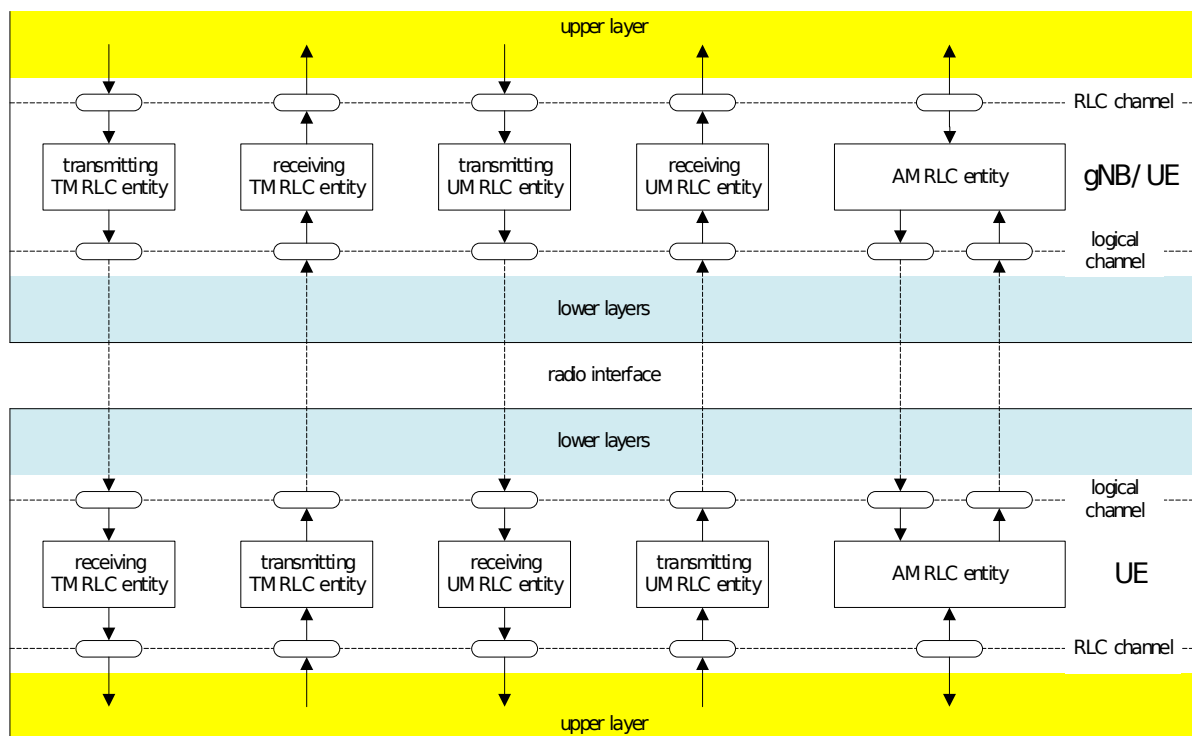 upper layer
RLC channel
transmitting
TM RLC entity
receiving
TM RLC entity
transmitting
UM RLC entity
receiving
UM RLC entity
AM RLC entity
gNB/ UE
logical
channel
lower layers
radio interface
lower layers
logical
channel
receiving
TM RLC entity
transmitting
TM RLC entity
receiving
UM RLC entity
transmitting
UM RLC entity
AM RLC entity
UE
RLC channel
upper layer